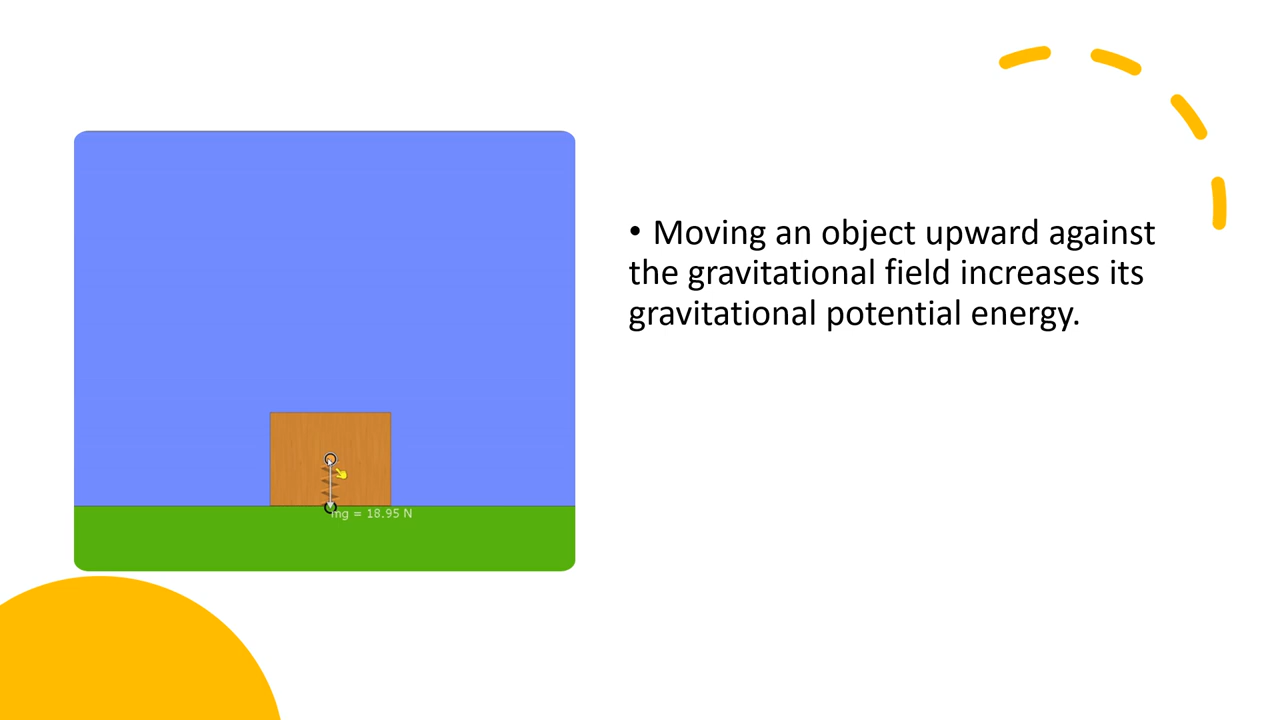 • Moving an object upward against
the gravitational field increases its
gravitational potential energy.
mg = 18.95 N